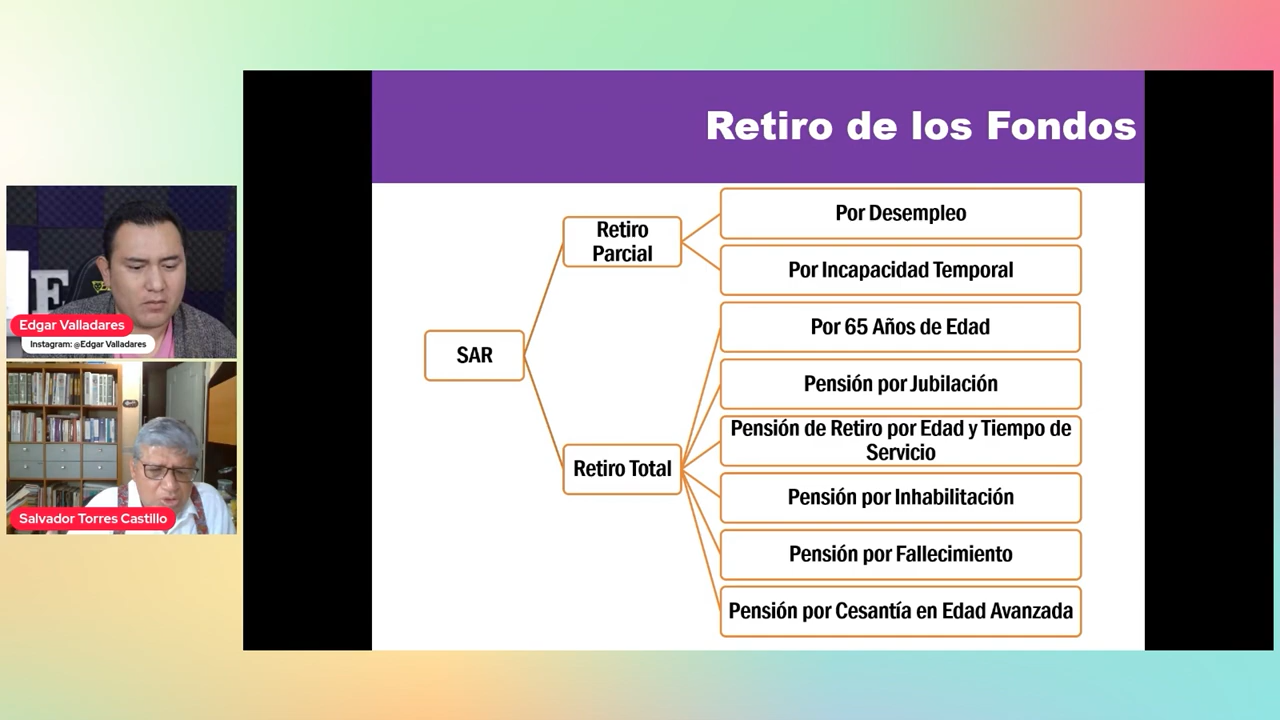 Retiro de los Fondos
SAR
Retiro
Parcial
Por Desempleo
Por Incapacidad Temporal
Retiro Total
Por 65 Años de Edad
Pensión por Jubilación
Pensión de Retiro por Edad y Tiempo de
Servicio
Pensión por Inhabilitación
Pensión por Fallecimiento
Pensión por Cesantía en Edad Avanzada
E
Edgar Valladares
Instagram: @Edgar Valladares
Salvador Torres Castillo